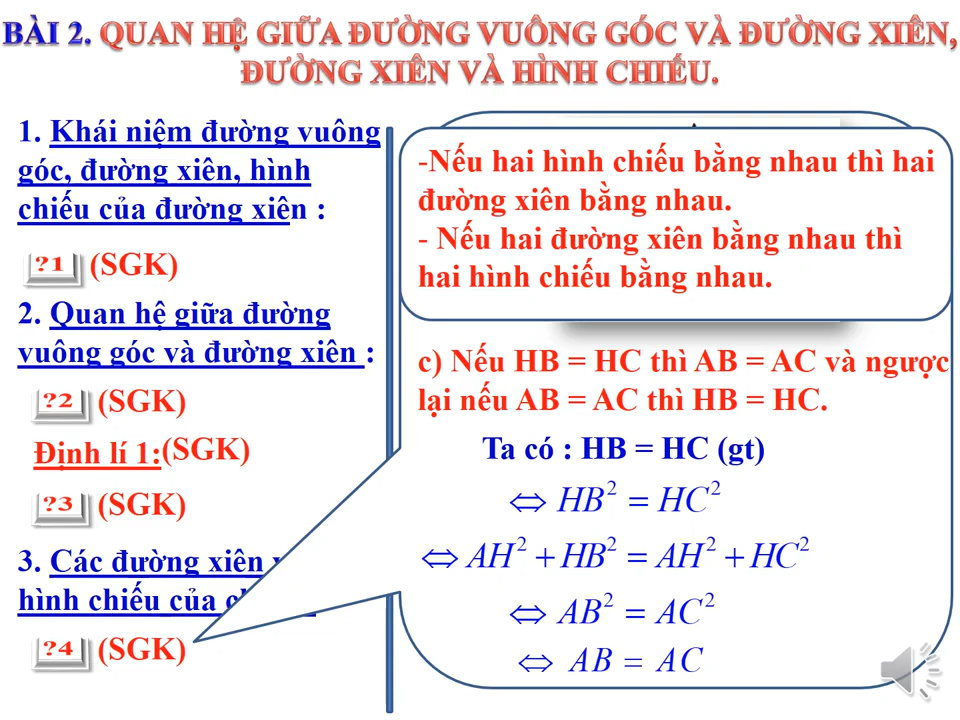 BÀI 2. QUAN HỆ GIỮA ĐƯỜNG VUÔNG GÓC VÀ ĐƯỜNG XIÊN,
ĐƯỜNG XIÊN VÀ HÌNH CHIẾU.
1. Khái niệm đường vuông
góc, đường xiên, hình
chiếu của đường xiên :
?1 (SGK)
2. Quan hệ giữa đường
vuông góc và đường xiên :
?2 (SGK)
Định lí 1:(SGK)
?3 (SGK)
3. Các đường xiên
hình chiếu của
?4 (SGK)
-Nếu hai hình chiếu bằng nhau thì hai
đường xiên bằng nhau.
- Nếu hai đường xiên bằng nhau thì
hai hình chiếu bằng nhau.
c) Nếu HB = HC thì AB = AC và ngược
lại nếu AB = AC thì HB = HC.
Ta có : HB = HC (gt)
⇔ HB² = HC²
⇔ AH² + HB² = AH² + HC²
⇔ AB² = AC²
⇔ AB = AC